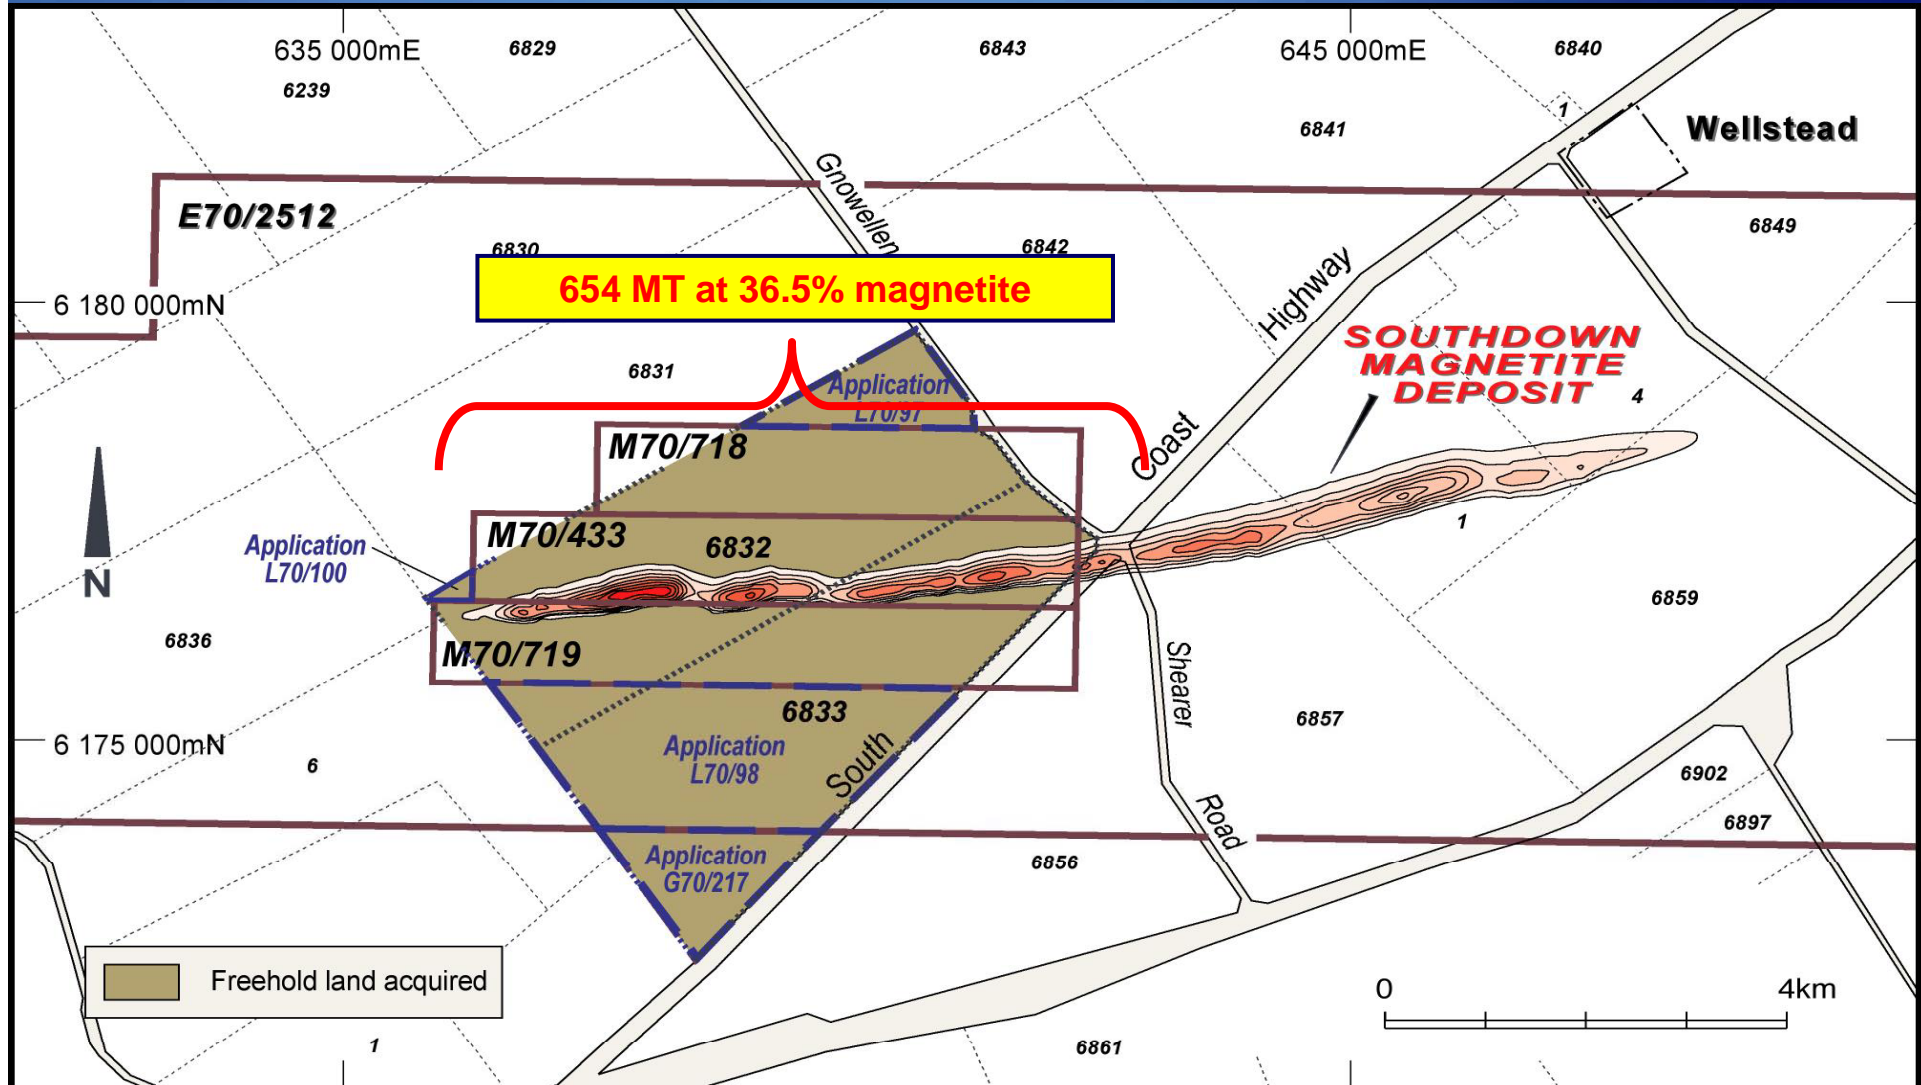 635 000mE
6829
6843
645 000mE
6840
6239
1
6841
Wellstead
Gnowellen
E70/2512
6849
6830
6842
654 MT at 36.5% magnetite
6 180 000mN
Highway
SOUTHDOWN
MAGNETITE
DEPOSIT
6831
4
Application
L70/97
M70/718
Coast
M70/433
6832
1
Application
L70/100
N
6859
6836
M70/719
Shearer
6833
6857
6 175 000mN
Application
L70/98
South
6
6902
Road
6897
Application
G70/217
6856
Freehold land acquired
0
4km
1
6861